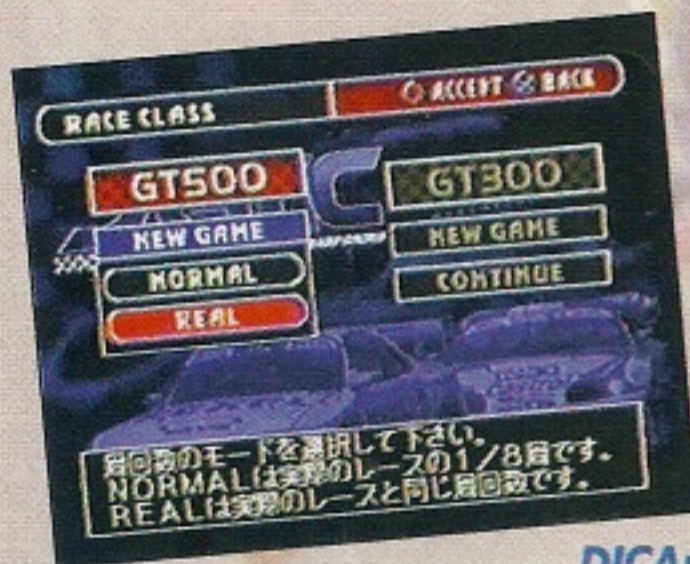 RACE CLASS
○ ACCEPT ⊗ BACK
GT500
GT300
NEW GAME
NEW GAME
NORMAL
CONTINUE
REAL
周回数のモードを選択して下さい。
NORMALは実際のレースの1/8周です。
REALは実際のレースと同じ周回数です。